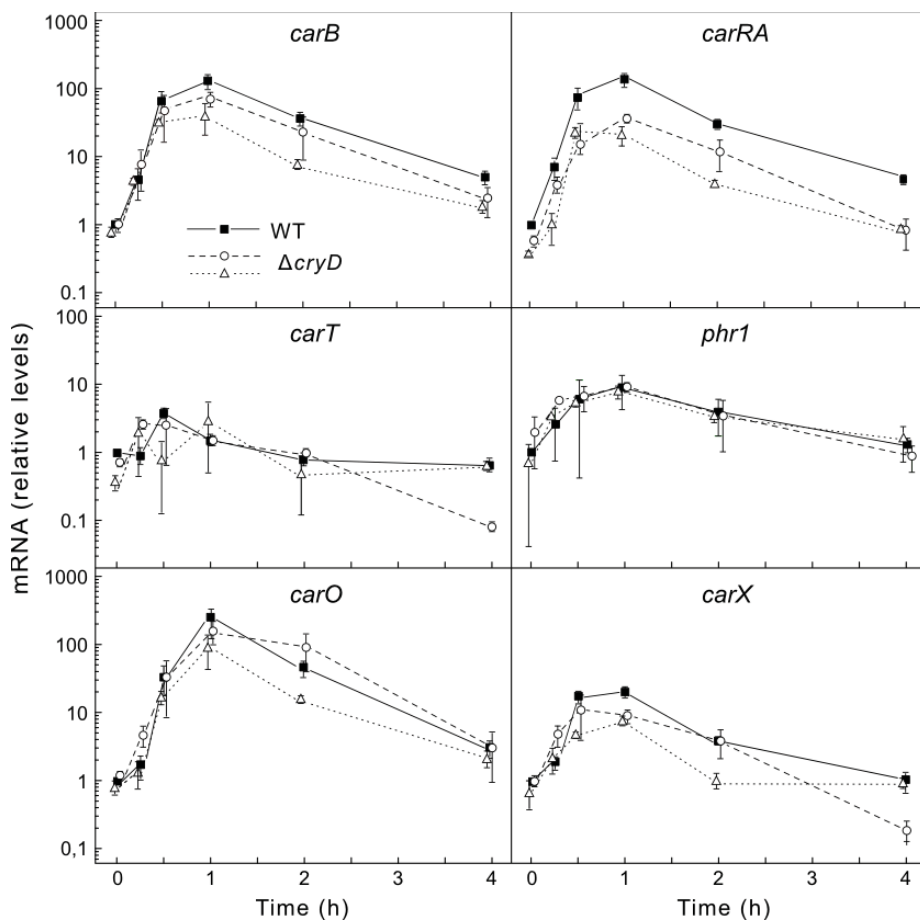 mRNA (relative levels)
carB
1000
100
10
1
0.1
WT
ΔcryD
carRA
carT
100
10
1
0.1
phr1
carO
1000
100
10
1
0,1
0 1 2 3 4
Time (h)
carX
0 1 2 3 4
Time (h)